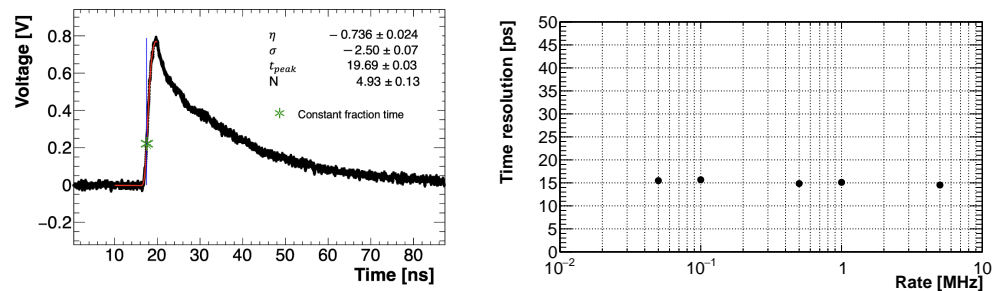 Voltage [V]
0.8
0.6
0.4
0.2
0
−0.2
η − 0.736 ± 0.024
σ −2.50 ± 0.07
t_peak 19.69 ± 0.03
N 4.93 ± 0.13
Constant fraction time
10 20 30 40 50 60 70 80
Time [ns]
Time resolution [ps]
50
45
40
35
30
25
20
15
10
5
0
10⁻² 10⁻¹ 1 10
Rate [MHz]